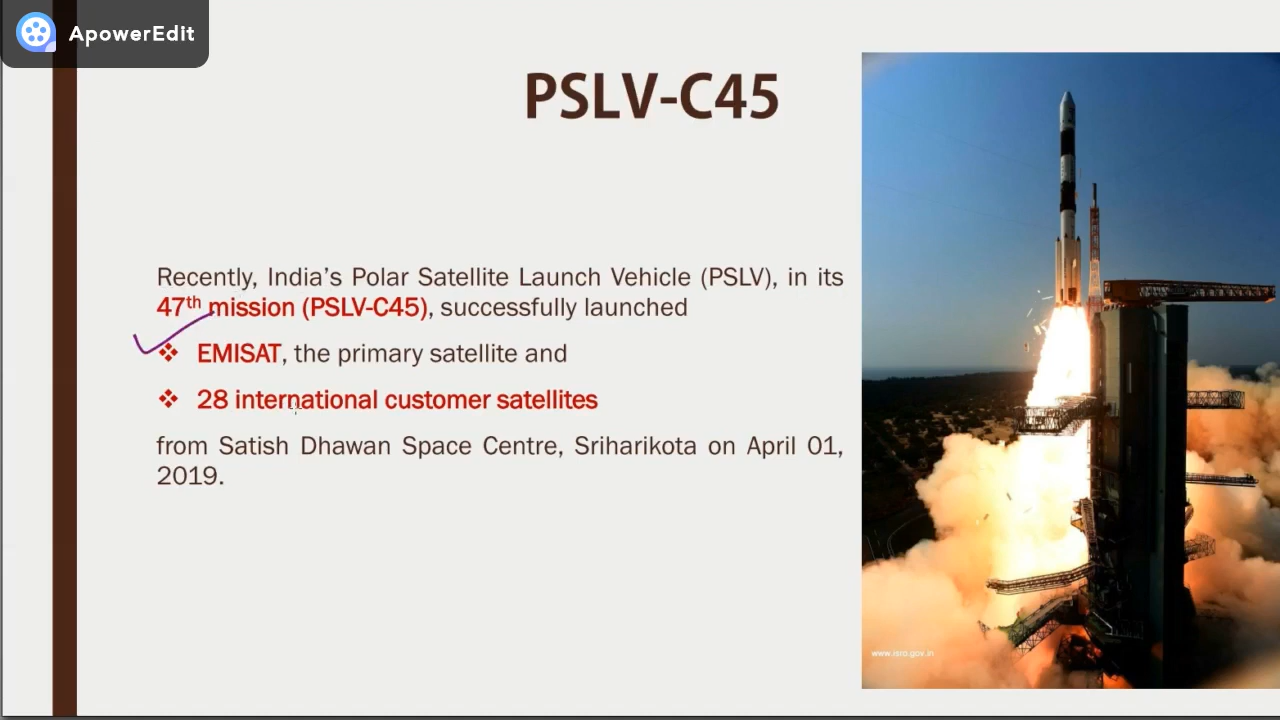 ApowerEdit
PSLV-C45
Recently, India’s Polar Satellite Launch Vehicle (PSLV), in its
47th mission (PSLV-C45), successfully launched
❖ EMISAT, the primary satellite and
❖ 28 international customer satellites
from Satish Dhawan Space Centre, Sriharikota on April 01,
2019.
www.isro.gov.in